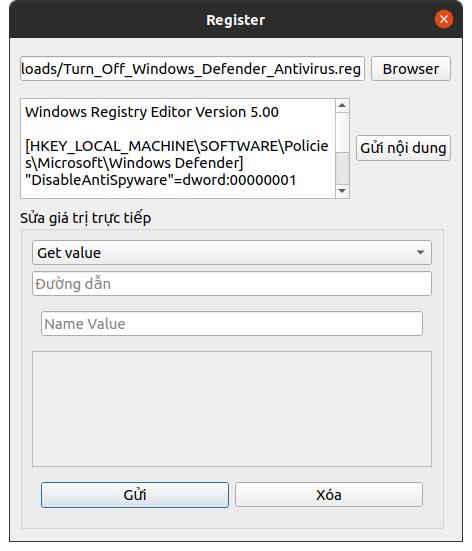 Register
loads/Turn_Off_Windows_Defender_Antivirus.reg
Browser
Windows Registry Editor Version 5.00
[HKEY_LOCAL_MACHINE\SOFTWARE\Policie
s\Microsoft\Windows Defender]
"DisableAntiSpyware"=dword:00000001
Gửi nội dung
Sửa giá trị trực tiếp
Get value
Đường dẫn
Name Value
Gửi
Xóa